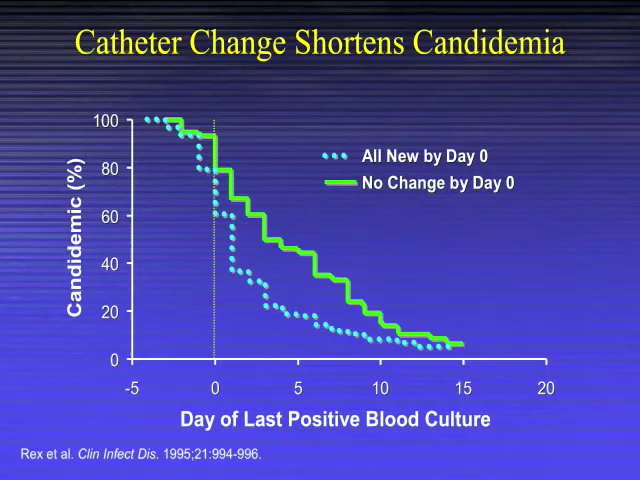 Catheter Change Shortens Candidemia
100
80
60
40
20
0
Candidemic (%)
All New by Day 0
No Change by Day 0
-5 0 5 10 15 20
Day of Last Positive Blood Culture
Rex et al. Clin Infect Dis. 1995;21:994-996.